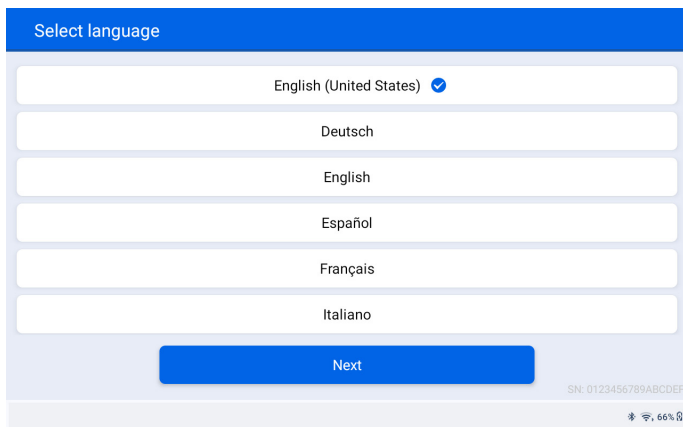 Select language
English (United States)
Deutsch
English
Español
Français
Italiano
Next
SN: 0123456789ABCDEF
66%